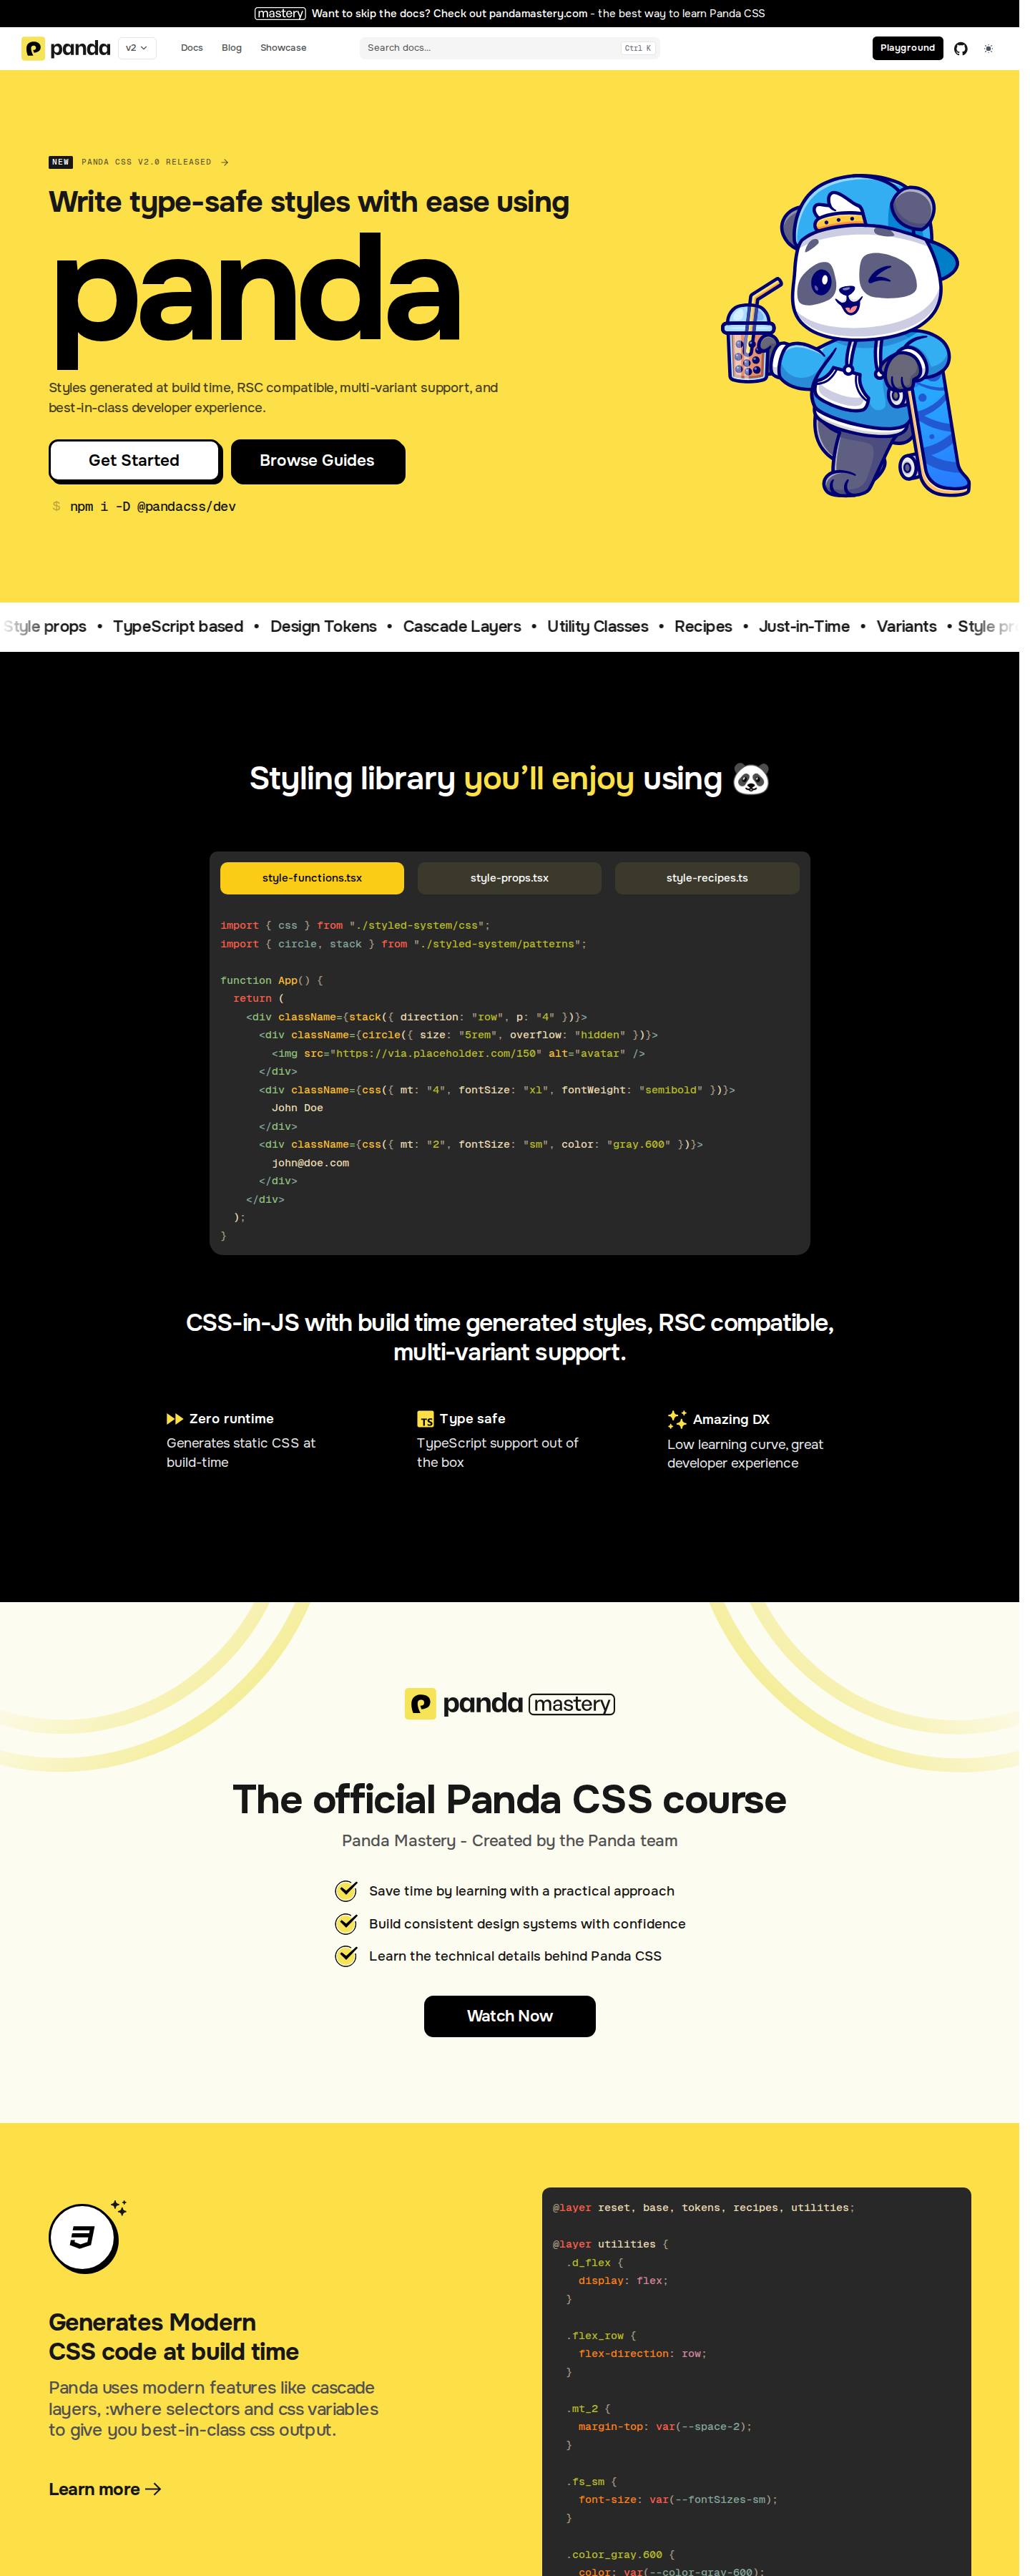 mastery Want to skip the docs? Check out pandamastery.com - the best way to learn Panda CSS
panda v2 Docs Blog Showcase Search docs... Ctrl K Playground
NEW PANDA CSS V2.0 RELEASED →
Write type-safe styles with ease using
panda
Styles generated at build time, RSC compatible, multi-variant support, and
best-in-class developer experience.
Get Started Browse Guides
$ npm i -D @pandacss/dev
Style props • TypeScript based • Design Tokens • Cascade Layers • Utility Classes • Recipes • Just-in-Time • Variants • Style pr
Styling library you’ll enjoy using 🐼
style-functions.tsx style-props.tsx style-recipes.ts
import { css } from "./styled-system/css";
import { circle, stack } from "./styled-system/patterns";
function App() {
  return (
    <div className={stack({ direction: "row", p: "4" })}>
      <div className={circle({ size: "5rem", overflow: "hidden" })}>
        <img src="https://via.placeholder.com/150" alt="avatar" />
      </div>
      <div className={css({ mt: "4", fontSize: "xl", fontWeight: "semibold" })}>
        John Doe
      </div>
      <div className={css({ mt: "2", fontSize: "sm", color: "gray.600" })}>
        john@doe.com
      </div>
    </div>
  );
}
CSS-in-JS with build time generated styles, RSC compatible,
multi-variant support.
Zero runtime
Generates static CSS at
build-time
TS Type safe
TypeScript support out of
the box
Amazing DX
Low learning curve, great
developer experience
panda mastery
The official Panda CSS course
Panda Mastery - Created by the Panda team
Save time by learning with a practical approach
Build consistent design systems with confidence
Learn the technical details behind Panda CSS
Watch Now
Generates Modern
CSS code at build time
Panda uses modern features like cascade
layers, :where selectors and css variables
to give you best-in-class css output.
Learn more →
@layer reset, base, tokens, recipes, utilities;
@layer utilities {
  .d_flex {
    display: flex;
  }
  .flex_row {
    flex-direction: row;
  }
  .mt_2 {
    margin-top: var(--space-2);
  }
  .fs_sm {
    font-size: var(--fontSizes-sm);
  }
  .color_gray.600 {
    color: var(--color-gray-600);